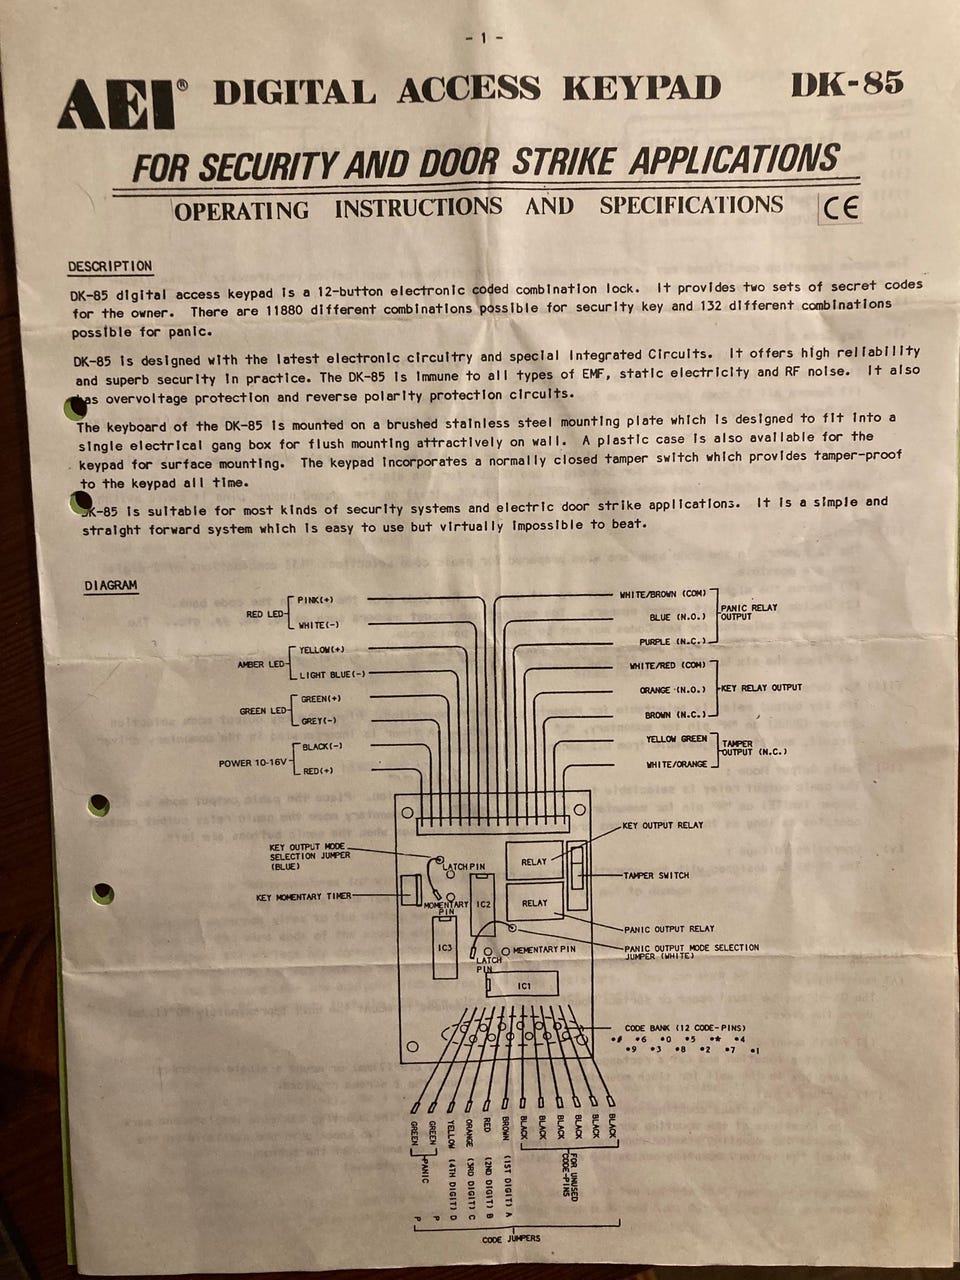 - 1 -
AEI® DIGITAL ACCESS KEYPAD DK-85
FOR SECURITY AND DOOR STRIKE APPLICATIONS
OPERATING INSTRUCTIONS AND SPECIFICATIONS CE
DESCRIPTION
DK-85 digital access keypad is a 12-button electronic coded combination lock. It provides two sets of secret codes
for the owner. There are 11880 different combinations possible for security key and 132 different combinations
possible for panic.
DK-85 is designed with the latest electronic circuitry and special Integrated Circuits. It offers high reliability
and superb security in practice. The DK-85 is immune to all types of EMF, static electricity and RF noise. It also
has overvoltage protection and reverse polarity protection circuits.
The keyboard of the DK-85 is mounted on a brushed stainless steel mounting plate which is designed to fit into a
single electrical gang box for flush mounting attractively on wall. A plastic case is also available for the
keypad for surface mounting. The keypad incorporates a normally closed tamper switch which provides tamper-proof
to the keypad all time.
DK-85 is suitable for most kinds of security systems and electric door strike applications. It is a simple and
straight forward system which is easy to use but virtually impossible to beat.
DIAGRAM
RED LED
PINK(+)
WHITE(-)
AMBER LED
YELLOW(+)
LIGHT BLUE(-)
GREEN LED
GREEN(+)
GREY(-)
POWER 10-16V
BLACK(-)
RED(+)
WHITE/BROWN (COM)
BLUE (N.O.)
PURPLE (N.C.)
PANIC RELAY
OUTPUT
WHITE/RED (COM)
ORANGE (N.O.)
BROWN (N.C.)
KEY RELAY OUTPUT
YELLOW GREEN
WHITE/ORANGE
TAMPER
OUTPUT (N.C.)
KEY OUTPUT MODE
SELECTION JUMPER
(BLUE)
KEY MOMENTARY TIMER
LATCH PIN
MOMENTARY
PIN
IC2
IC3
RELAY
RELAY
LATCH
PIN
MEMENTARY PIN
IC1
KEY OUTPUT RELAY
TAMPER SWITCH
PANIC OUTPUT RELAY
PANIC OUTPUT MODE SELECTION
JUMPER (WHITE)
CODE BANK (12 CODE-PINS)
•# •6 •0 •5 •* •4
•9 •3 •8 •2 •7 •1
GREEN
GREEN
PANIC
P
P
YELLOW (4TH DIGIT) D
ORANGE (3RD DIGIT) C
RED (2ND DIGIT) B
BROWN (1ST DIGIT) A
BLACK
BLACK
BLACK
BLACK
BLACK
BLACK
FOR UNUSED
CODE-PINS
CODE JUMPERS